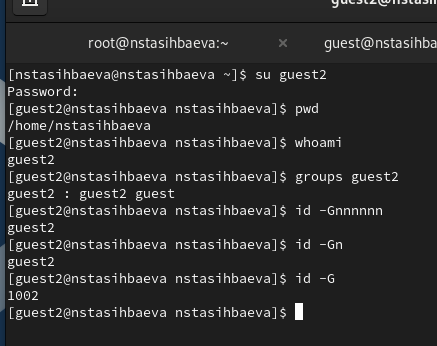 root@nstasihbaeva:~ × guest@nstasihba
[nstasihbaeva@nstasihbaeva ~]$ su guest2
Password:
[guest2@nstasihbaeva nstasihbaeva]$ pwd
/home/nstasihbaeva
[guest2@nstasihbaeva nstasihbaeva]$ whoami
guest2
[guest2@nstasihbaeva nstasihbaeva]$ groups guest2
guest2 : guest2 guest
[guest2@nstasihbaeva nstasihbaeva]$ id -Gnnnnnn
guest2
[guest2@nstasihbaeva nstasihbaeva]$ id -Gn
guest2
[guest2@nstasihbaeva nstasihbaeva]$ id -G
1002
[guest2@nstasihbaeva nstasihbaeva]$